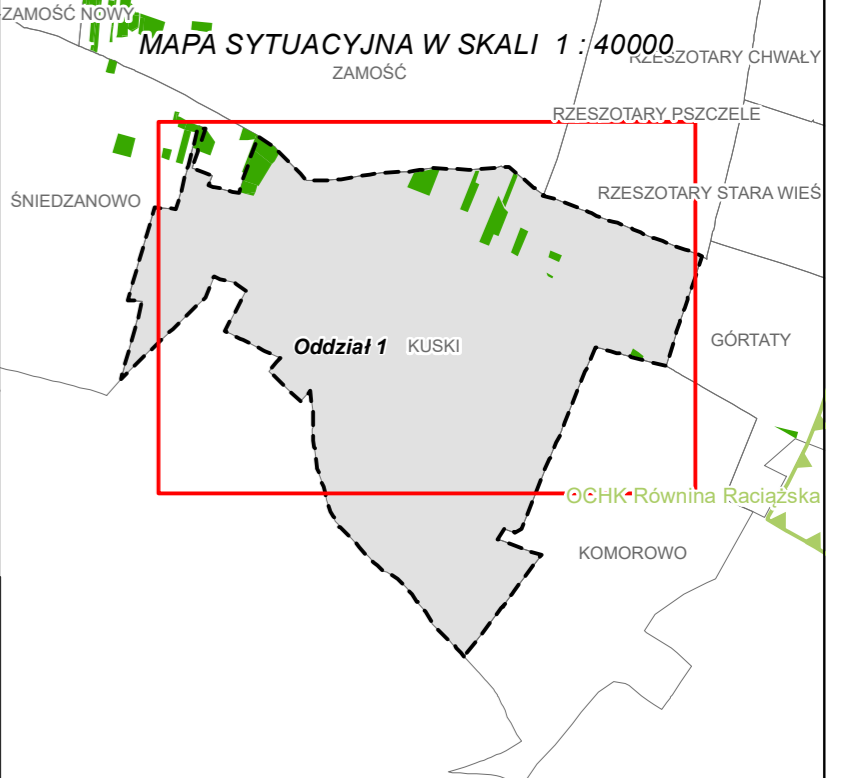 ZAMOŚĆ NOWY
MAPA SYTUACYJNA W SKALI 1 : 40000
RZESZOTARY CHWAŁY
ZAMOŚĆ
RZESZOTARY PSZCZELE
RZESZOTARY STARA WIEŚ
ŚNIEDZANOWO
Oddział 1 KUSKI
GÓRTATY
OCHK Równina Raciążska
KOMOROWO